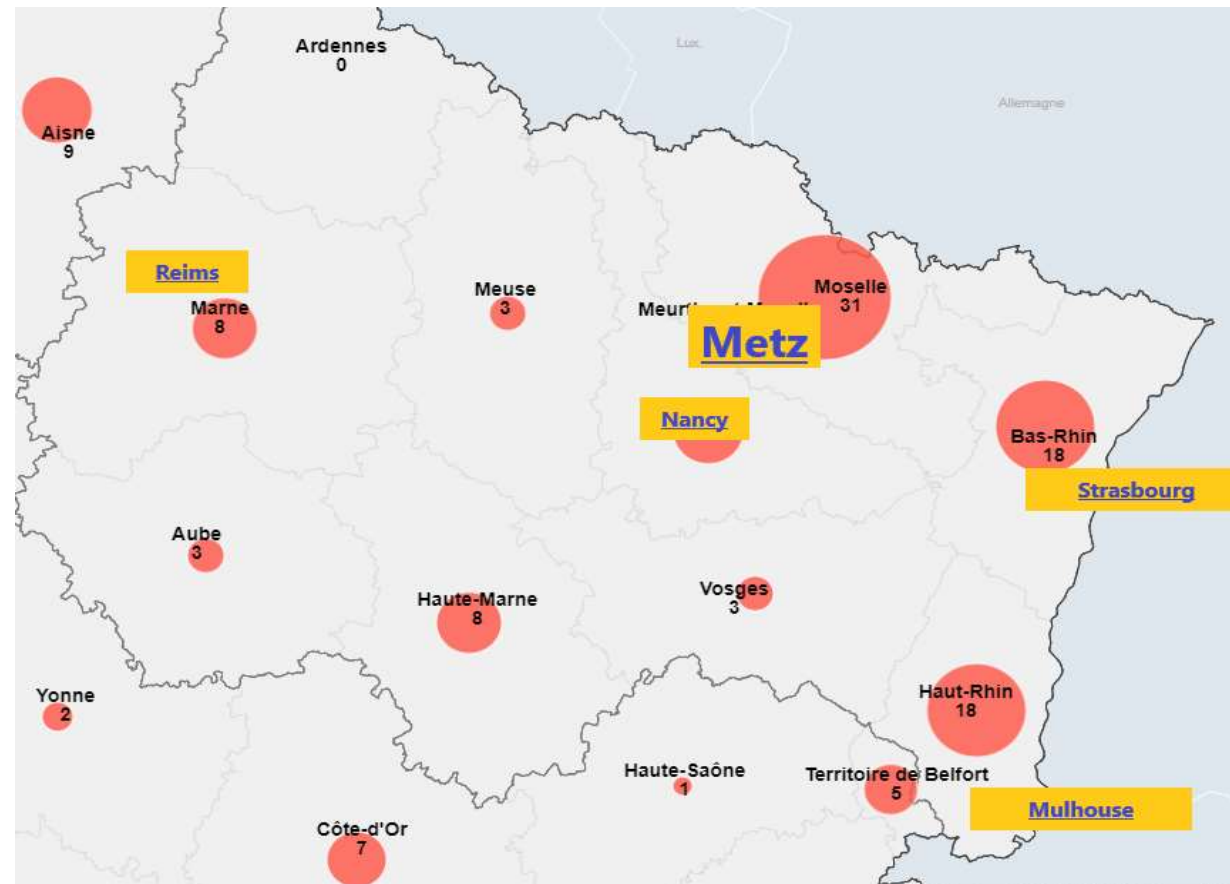 Ardennes
0
Lux.
Allemagne
Aisne
9
Reims
Marne
8
Meuse
3
Moselle
31
Metz
Nancy
Bas-Rhin
18
Strasbourg
Aube
3
Haute-Marne
8
Vosges
3
Yonne
2
Haut-Rhin
18
Haute-Saône
1
Territoire de Belfort
5
Mulhouse
Côte-d'Or
7